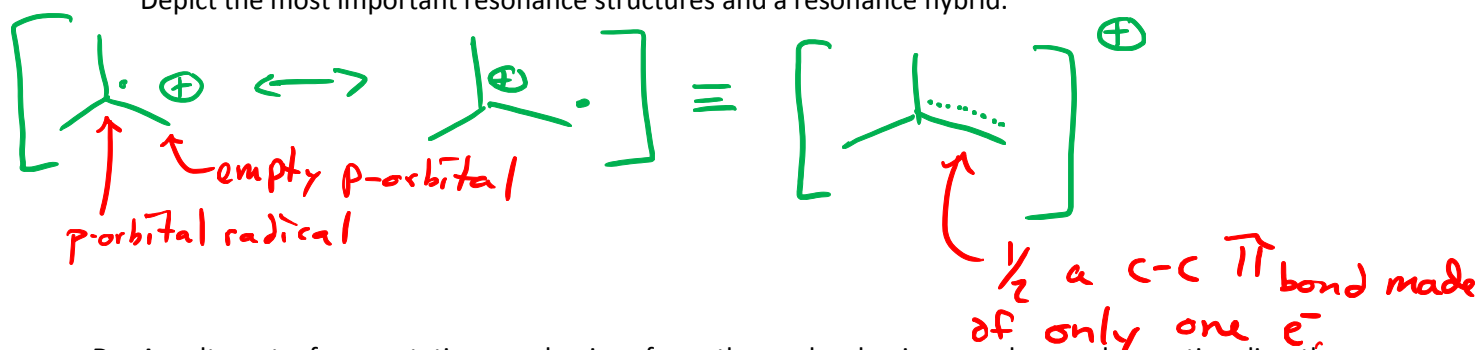 Depict the most important resonance structures and a resonance hybrid.
⊕
• ⊕ ↔ ⊕ • ≡
empty p-orbital
p-orbital radical
½ a C-C π bond made
of only one e⁻